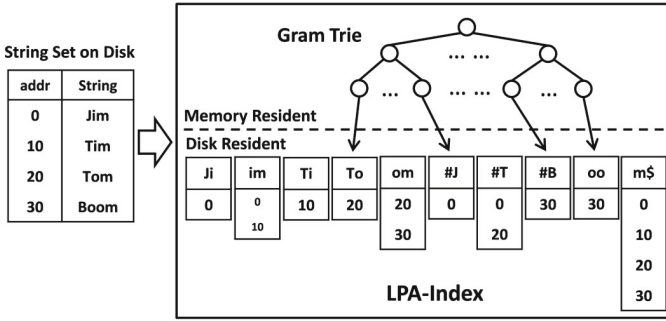 Gram Trie
String Set on Disk
addr String
0 Jim
10 Tim
20 Tom
30 Boom
... ...
... ... ... ...
Memory Resident
Disk Resident
Ji im Ti To om #J #T #B oo m$
0 0 10 20 20 0 0 30 30 0
10 30 20 10
20
30
LPA-Index